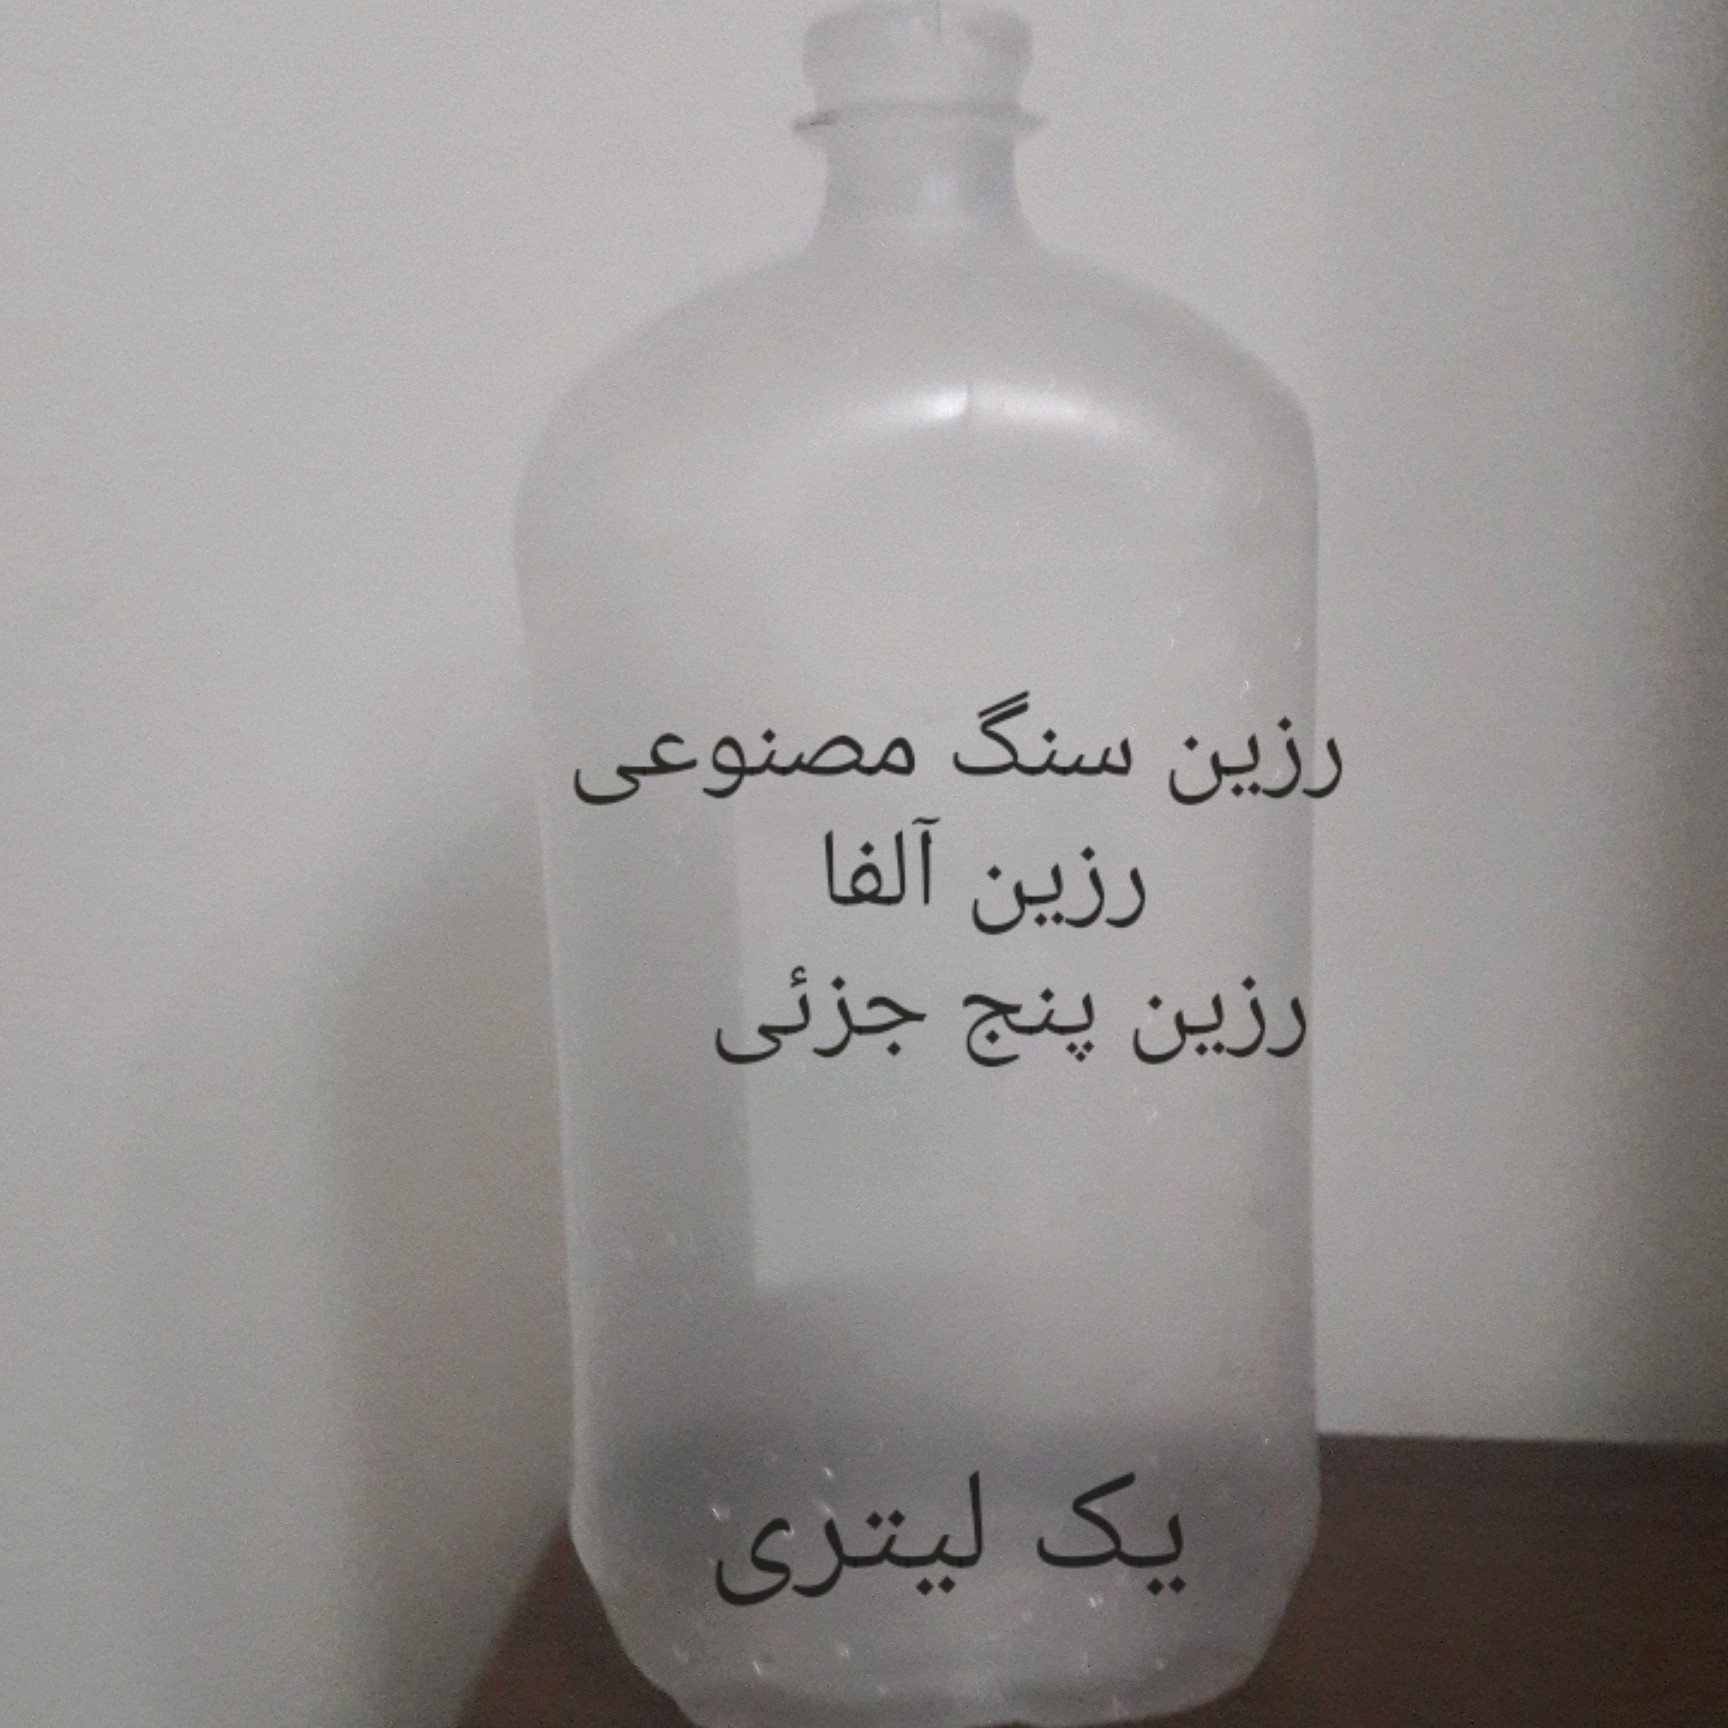 رزین سنگ مصنوعی
رزین آلفا
رزین پنج جزئی
یک لیتری